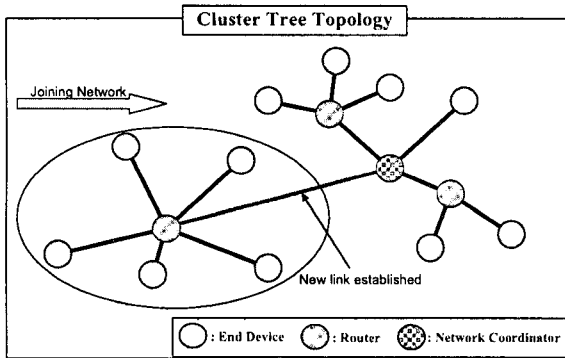 Cluster Tree Topology
Joining Network
New link established
: End Device : Router : Network Coordinator